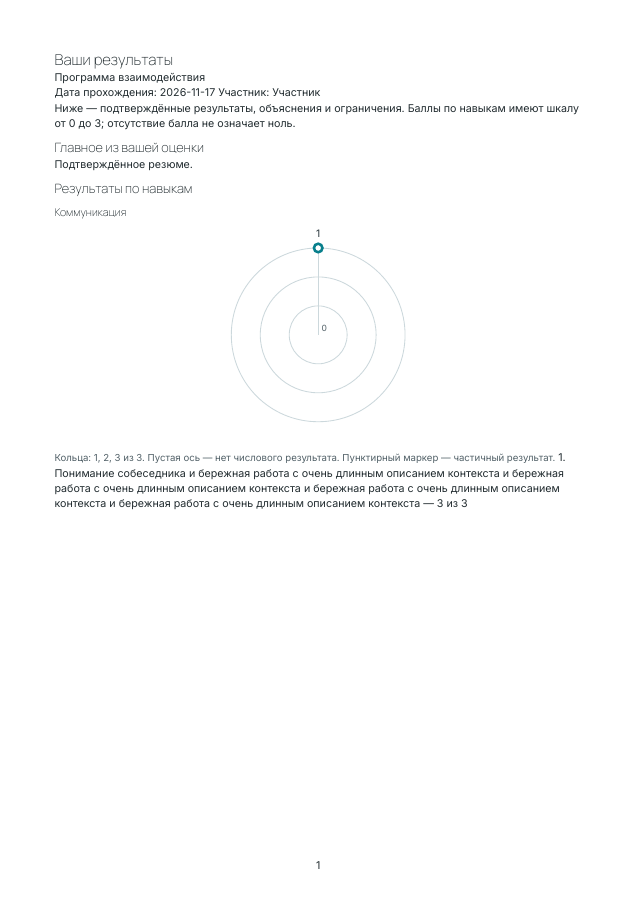 Ваши результаты
Программа взаимодействия
Дата прохождения: 2026-11-17 Участник: Участник
Ниже — подтверждённые результаты, объяснения и ограничения. Баллы по навыкам имеют шкалу
от 0 до 3; отсутствие балла не означает ноль.
Главное из вашей оценки
Подтверждённое резюме.
Результаты по навыкам
Коммуникация
1
0
Кольца: 1, 2, 3 из 3. Пустая ось — нет числового результата. Пунктирный маркер — частичный результат. 1.
Понимание собеседника и бережная работа с очень длинным описанием контекста и бережная
работа с очень длинным описанием контекста и бережная работа с очень длинным описанием
контекста и бережная работа с очень длинным описанием контекста — 3 из 3
1